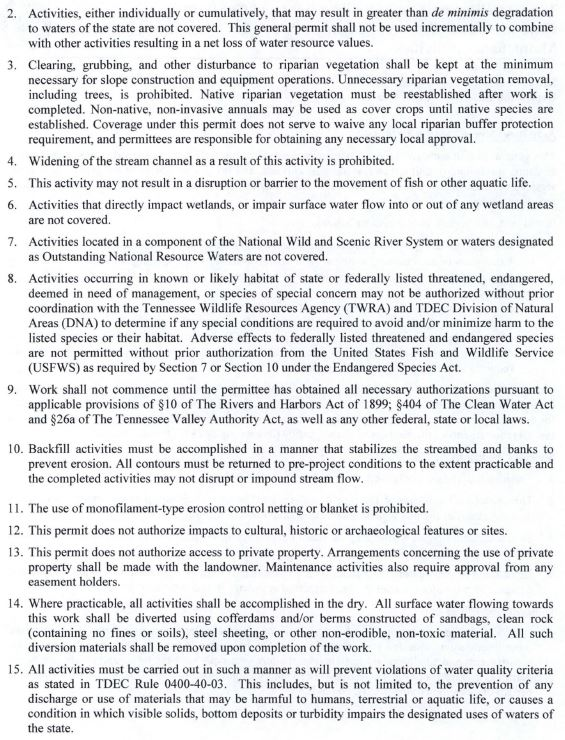 2. Activities, either individually or cumulatively, that may result in greater than de minimis degradation
to waters of the state are not covered. This general permit shall not be used incrementally to combine
with other activities resulting in a net loss of water resource values.
3. Clearing, grubbing, and other disturbance to riparian vegetation shall be kept at the minimum
necessary for slope construction and equipment operations. Unnecessary riparian vegetation removal,
including trees, is prohibited. Native riparian vegetation must be reestablished after work is
completed. Non-native, non-invasive annuals may be used as cover crops until native species are
established. Coverage under this permit does not serve to waive any local riparian buffer protection
requirement, and permittees are responsible for obtaining any necessary local approval.
4. Widening of the stream channel as a result of this activity is prohibited.
5. This activity may not result in a disruption or barrier to the movement of fish or other aquatic life.
6. Activities that directly impact wetlands, or impair surface water flow into or out of any wetland areas
are not covered.
7. Activities located in a component of the National Wild and Scenic River System or waters designated
as Outstanding National Resource Waters are not covered.
8. Activities occurring in known or likely habitat of state or federally listed threatened, endangered,
deemed in need of management, or species of special concern may not be authorized without prior
coordination with the Tennessee Wildlife Resources Agency (TWRA) and TDEC Division of Natural
Areas (DNA) to determine if any special conditions are required to avoid and/or minimize harm to the
listed species or their habitat. Adverse effects to federally listed threatened and endangered species
are not permitted without prior authorization from the United States Fish and Wildlife Service
(USFWS) as required by Section 7 or Section 10 under the Endangered Species Act.
9. Work shall not commence until the permittee has obtained all necessary authorizations pursuant to
applicable provisions of §10 of The Rivers and Harbors Act of 1899; §404 of The Clean Water Act
and §26a of The Tennessee Valley Authority Act, as well as any other federal, state or local laws.
10. Backfill activities must be accomplished in a manner that stabilizes the streambed and banks to
prevent erosion. All contours must be returned to pre-project conditions to the extent practicable and
the completed activities may not disrupt or impound stream flow.
11. The use of monofilament-type erosion control netting or blanket is prohibited.
12. This permit does not authorize impacts to cultural, historic or archaeological features or sites.
13. This permit does not authorize access to private property. Arrangements concerning the use of private
property shall be made with the landowner. Maintenance activities also require approval from any
easement holders.
14. Where practicable, all activities shall be accomplished in the dry. All surface water flowing towards
this work shall be diverted using cofferdams and/or berms constructed of sandbags, clean rock
(containing no fines or soils), steel sheeting, or other non-erodible, non-toxic material. All such
diversion materials shall be removed upon completion of the work.
15. All activities must be carried out in such a manner as will prevent violations of water quality criteria
as stated in TDEC Rule 0400-40-03. This includes, but is not limited to, the prevention of any
discharge or use of materials that may be harmful to humans, terrestrial or aquatic life, or causes a
condition in which visible solids, bottom deposits or turbidity impairs the designated uses of waters of
the state.